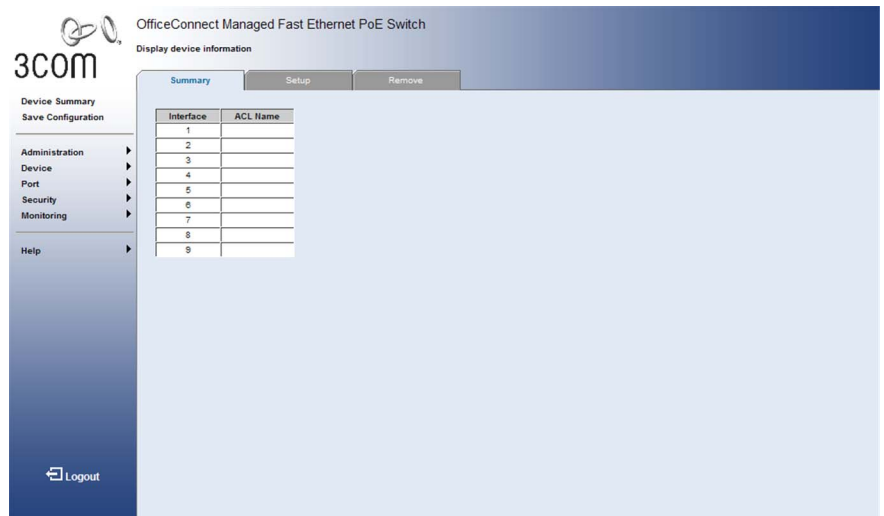 OfficeConnect Managed Fast Ethernet PoE Switch
Display device information
3COM
Summary Setup Remove
Device Summary
Save Configuration
Administration
Device
Port
Security
Monitoring
Help
Logout
Interface ACL Name
1
2
3
4
5
6
7
8
9